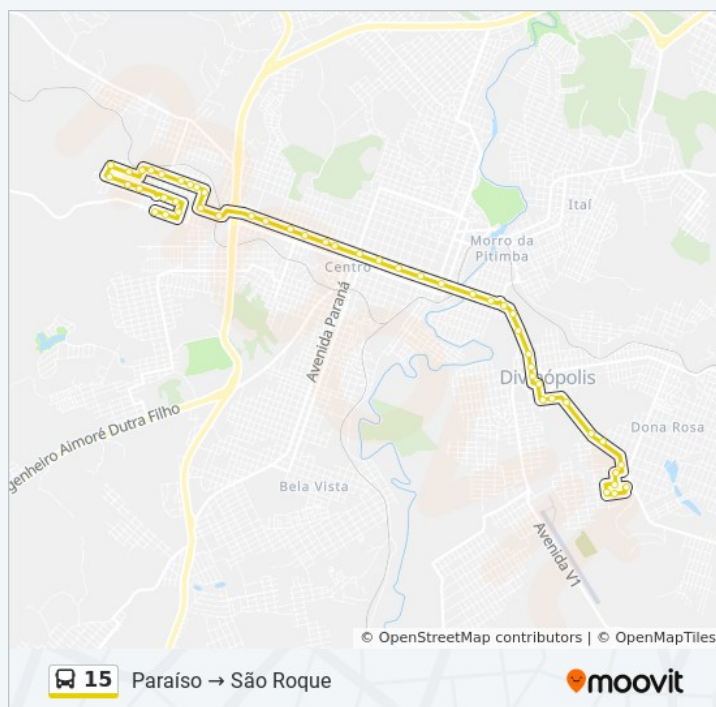 Itaí
Morro da
Pitimba
Centro
Avenida Paraná
Divinópolis
genheiro Aimoré Dutra Filho
Dona Rosa
Bela Vista
Avenida V1
© OpenStreetMap contributors | © OpenMapTiles
15 Paraíso → São Roque
moovit